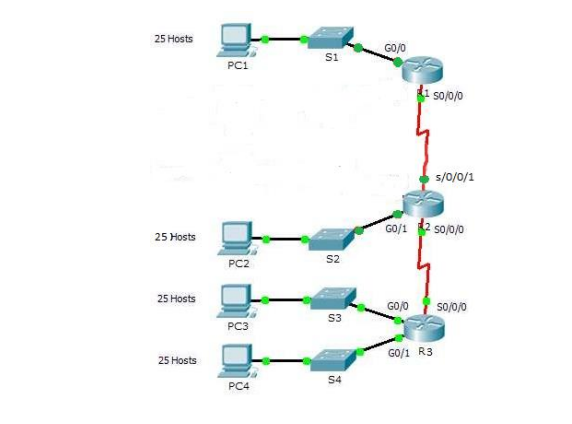 25 Hosts
PC1
S1
G0/0
R1
S0/0/0
s/0/0/1
25 Hosts
PC2
S2
G0/1
R2
S0/0/0
25 Hosts
PC3
S3
G0/0
S0/0/0
R3
25 Hosts
PC4
S4
G0/1